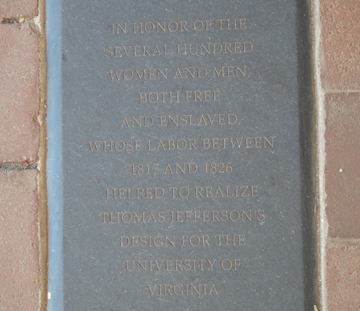 IN HONOR OF THE
SEVERAL HUNDRED
WOMEN AND MEN,
BOTH FREE
AND ENSLAVED,
WHOSE LABOR BETWEEN
1817 AND 1826
HELPED TO REALIZE
THOMAS JEFFERSON'S
DESIGN FOR THE
UNIVERSITY OF
VIRGINIA